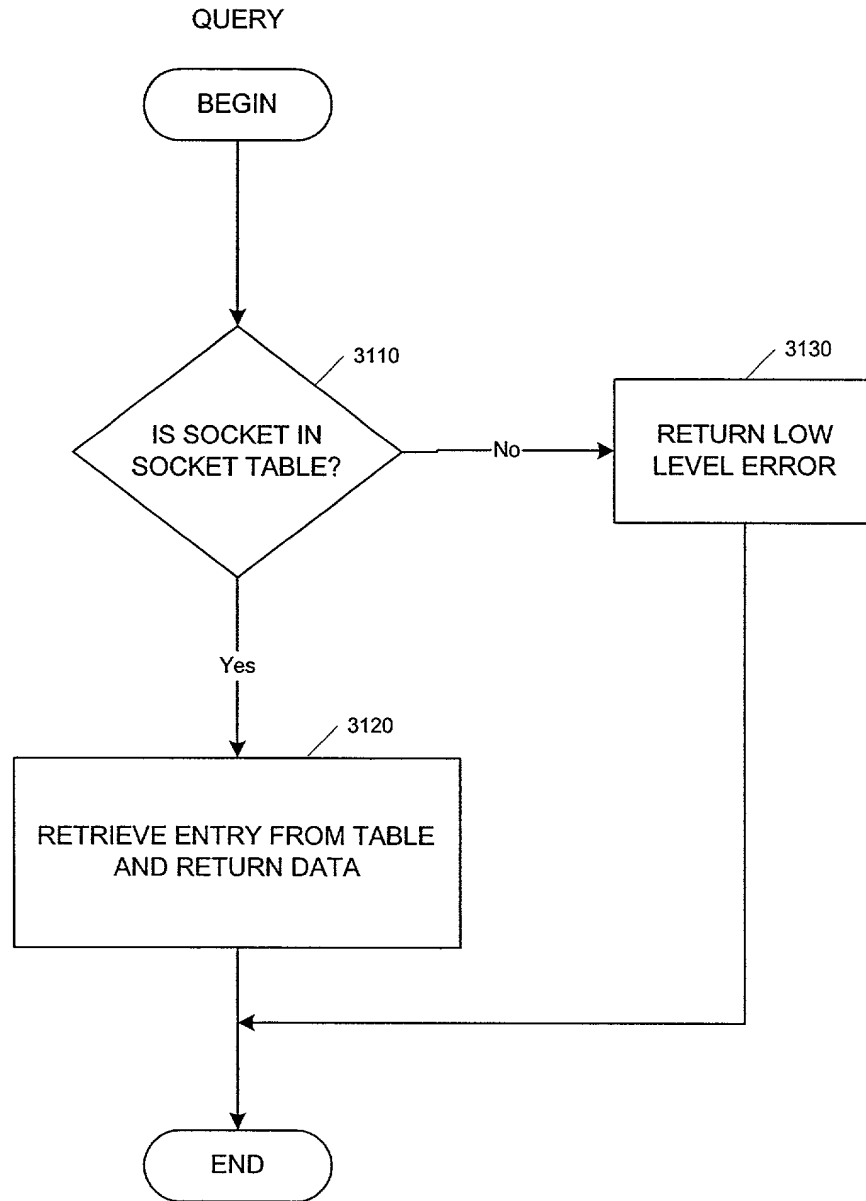 QUERY
BEGIN
3110
IS SOCKET IN
SOCKET TABLE?
No
3130
RETURN LOW
LEVEL ERROR
Yes
3120
RETRIEVE ENTRY FROM TABLE
AND RETURN DATA
END